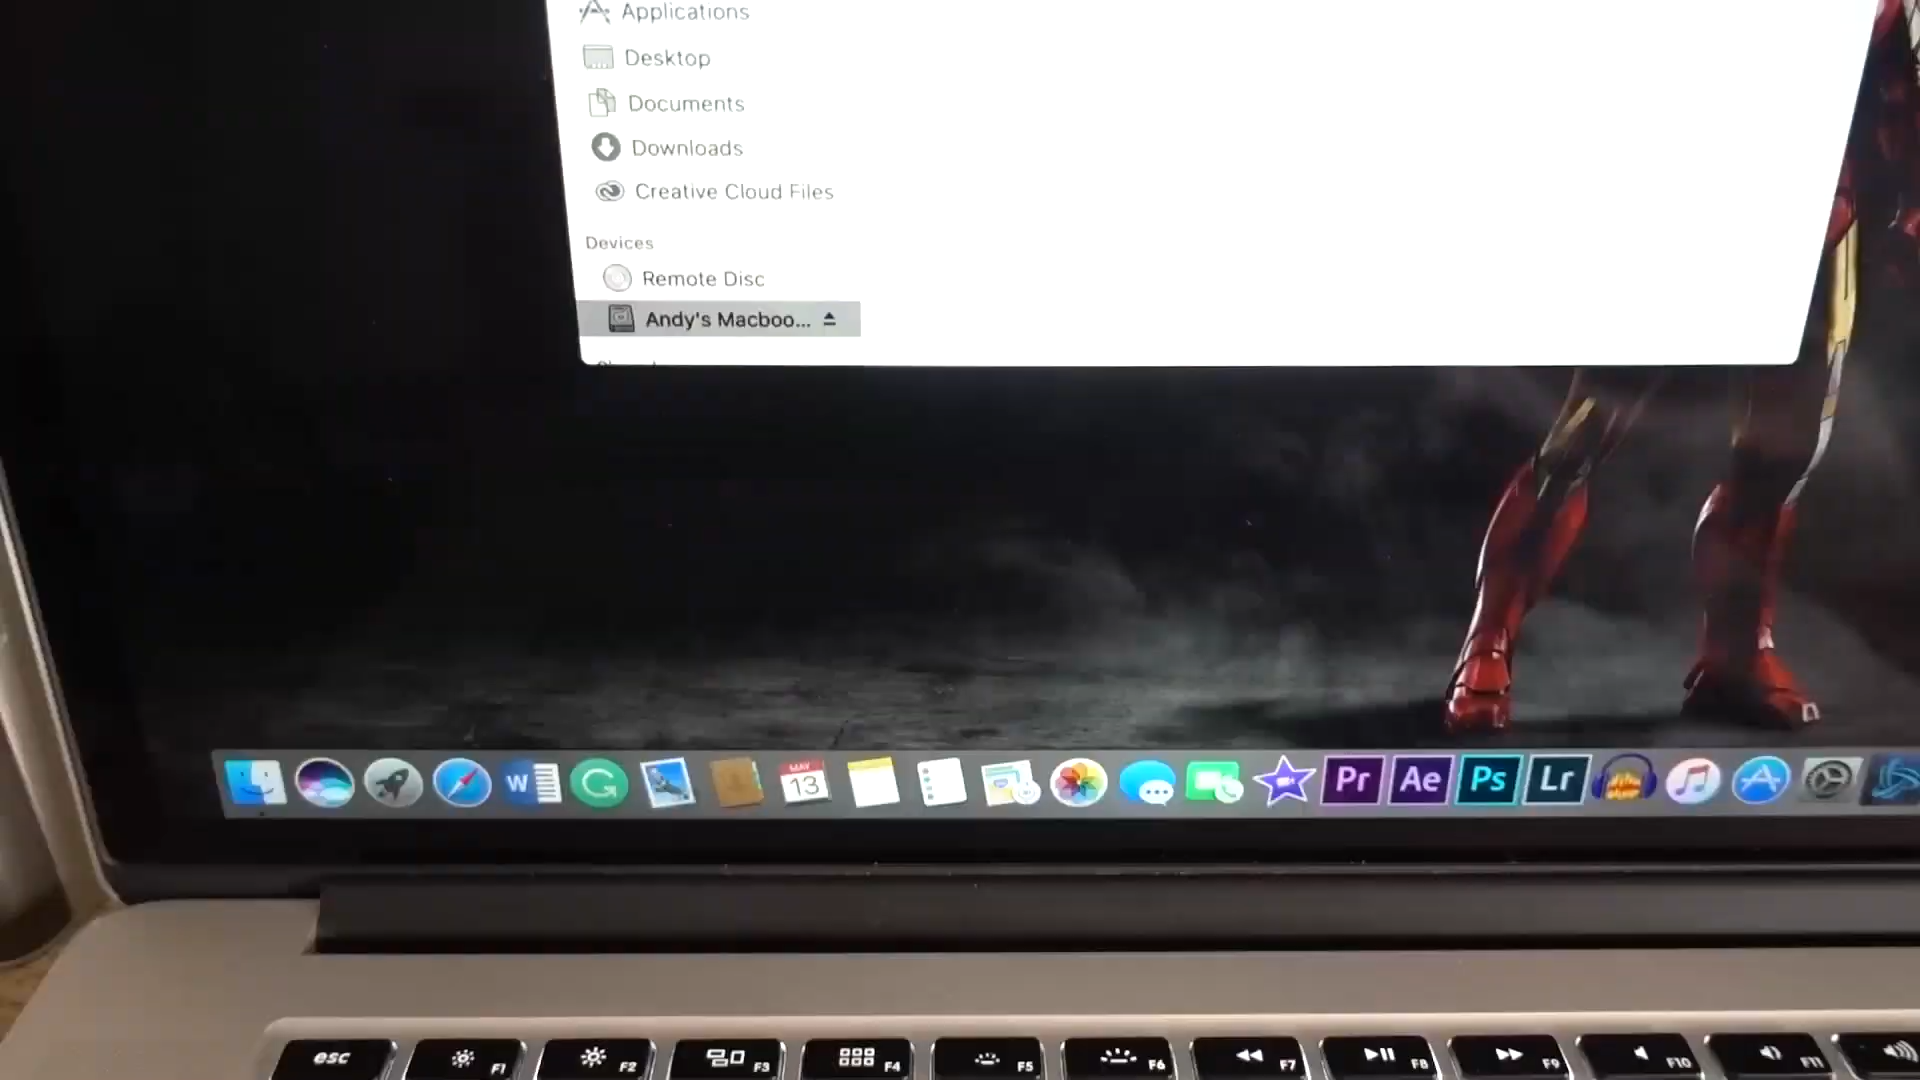 Applications
Desktop
Documents
Downloads
Creative Cloud Files
Devices
Remote Disc
Andy's Macboo...
W
MAY
13
Pr
Ae
Ps
Lr
esc
F1
F2
F3
F4
F5
F6
F7
F8
F9
F10
F11